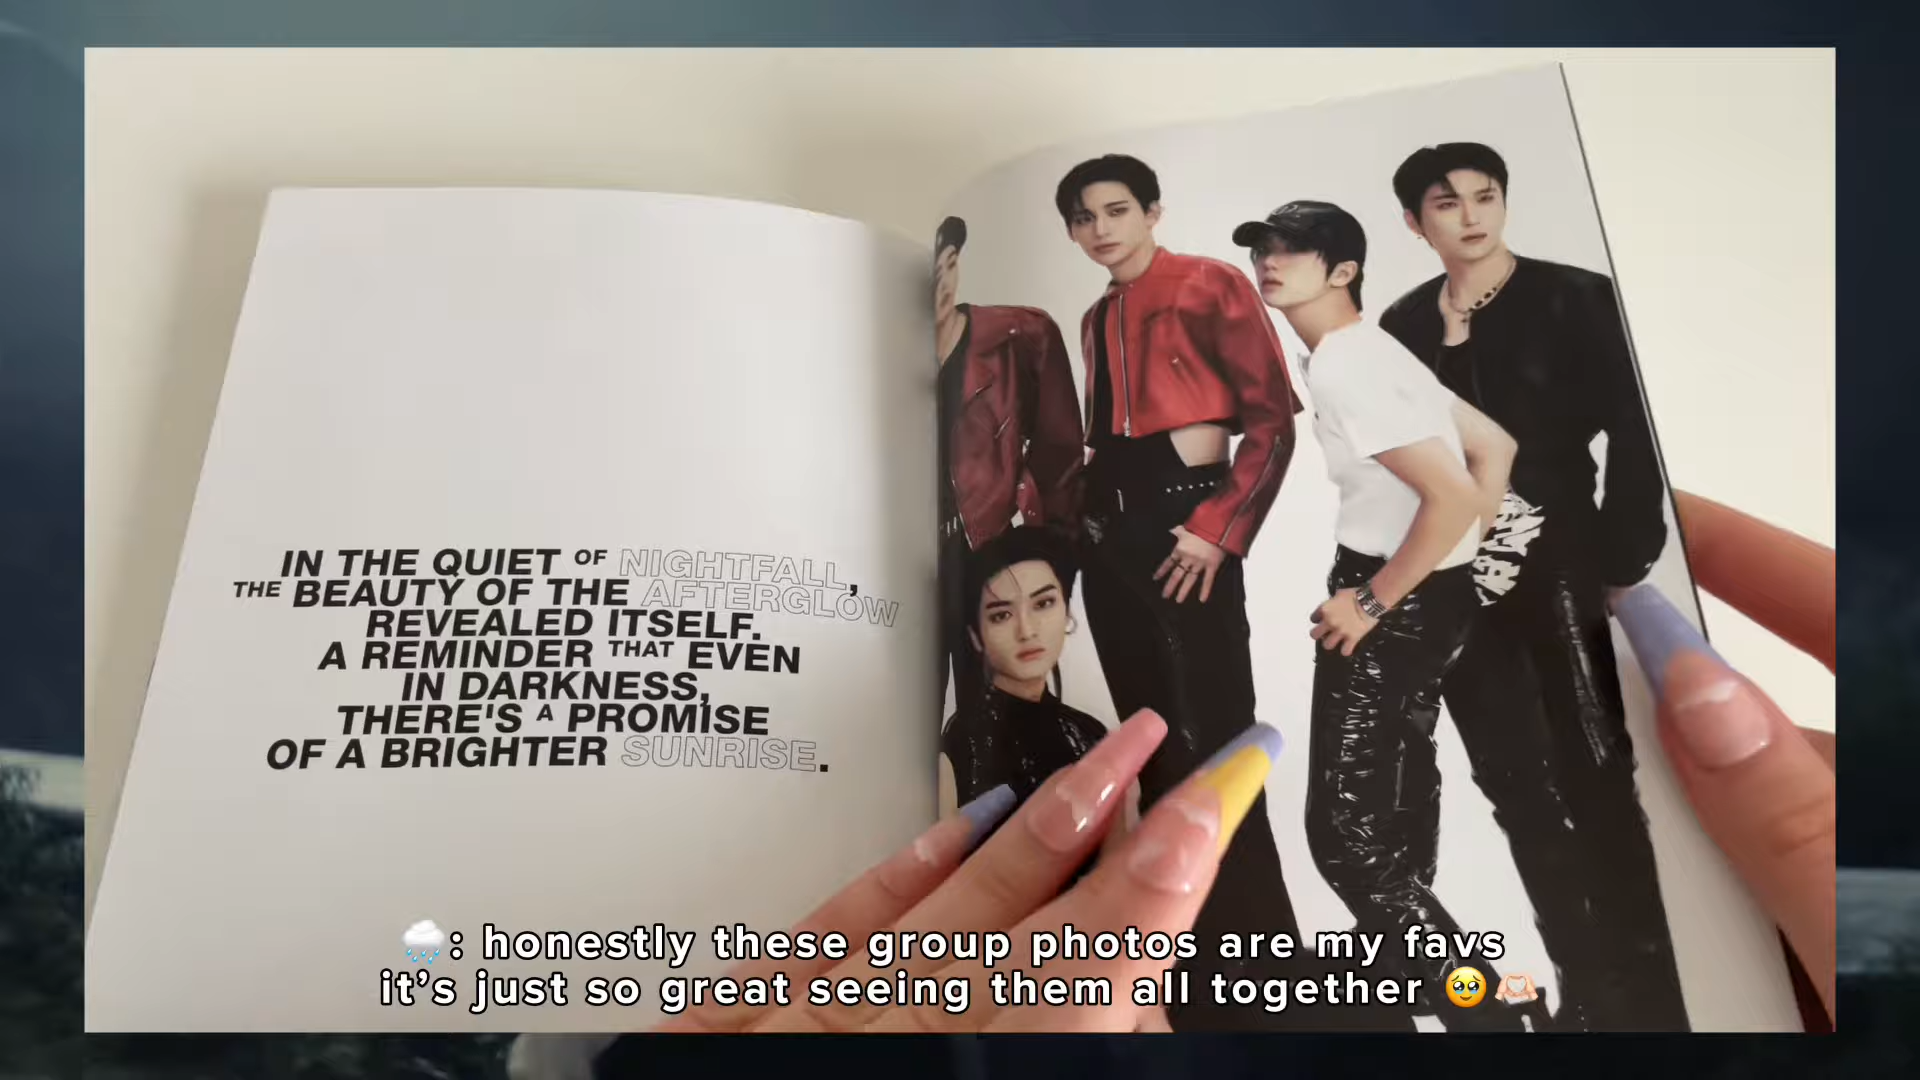 IN THE QUIET OF NIGHTFALL,
THE BEAUTY OF THE AFTERGLOW
REVEALED ITSELF.
A REMINDER THAT EVEN
IN DARKNESS,
THERE'S A PROMISE
OF A BRIGHTER SUNRISE.
🌧️: honestly these group photos are my favs
it’s just so great seeing them all together 🥹🫶🏻